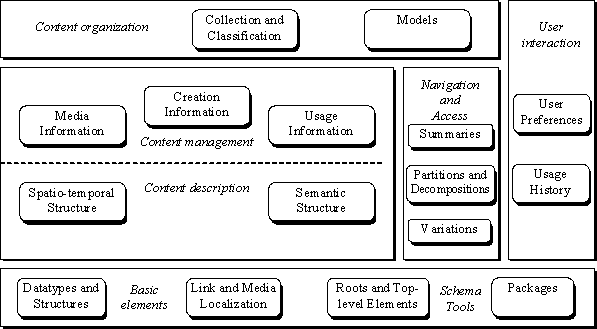 Content organization
Collection and
Classification
Models
User
interaction
Media
Information
Creation
Information
Usage
Information
Content management
Navigation
and
Access
Summaries
User
Preferences
Spatio-temporal
Structure
Content description
Semantic
Structure
Partitions and
Decompositions
Variations
Usage
History
Datatypes and
Structures
Basic
elements
Link and Media
Localization
Roots and Top-
level Elements
Schema
Tools
Packages